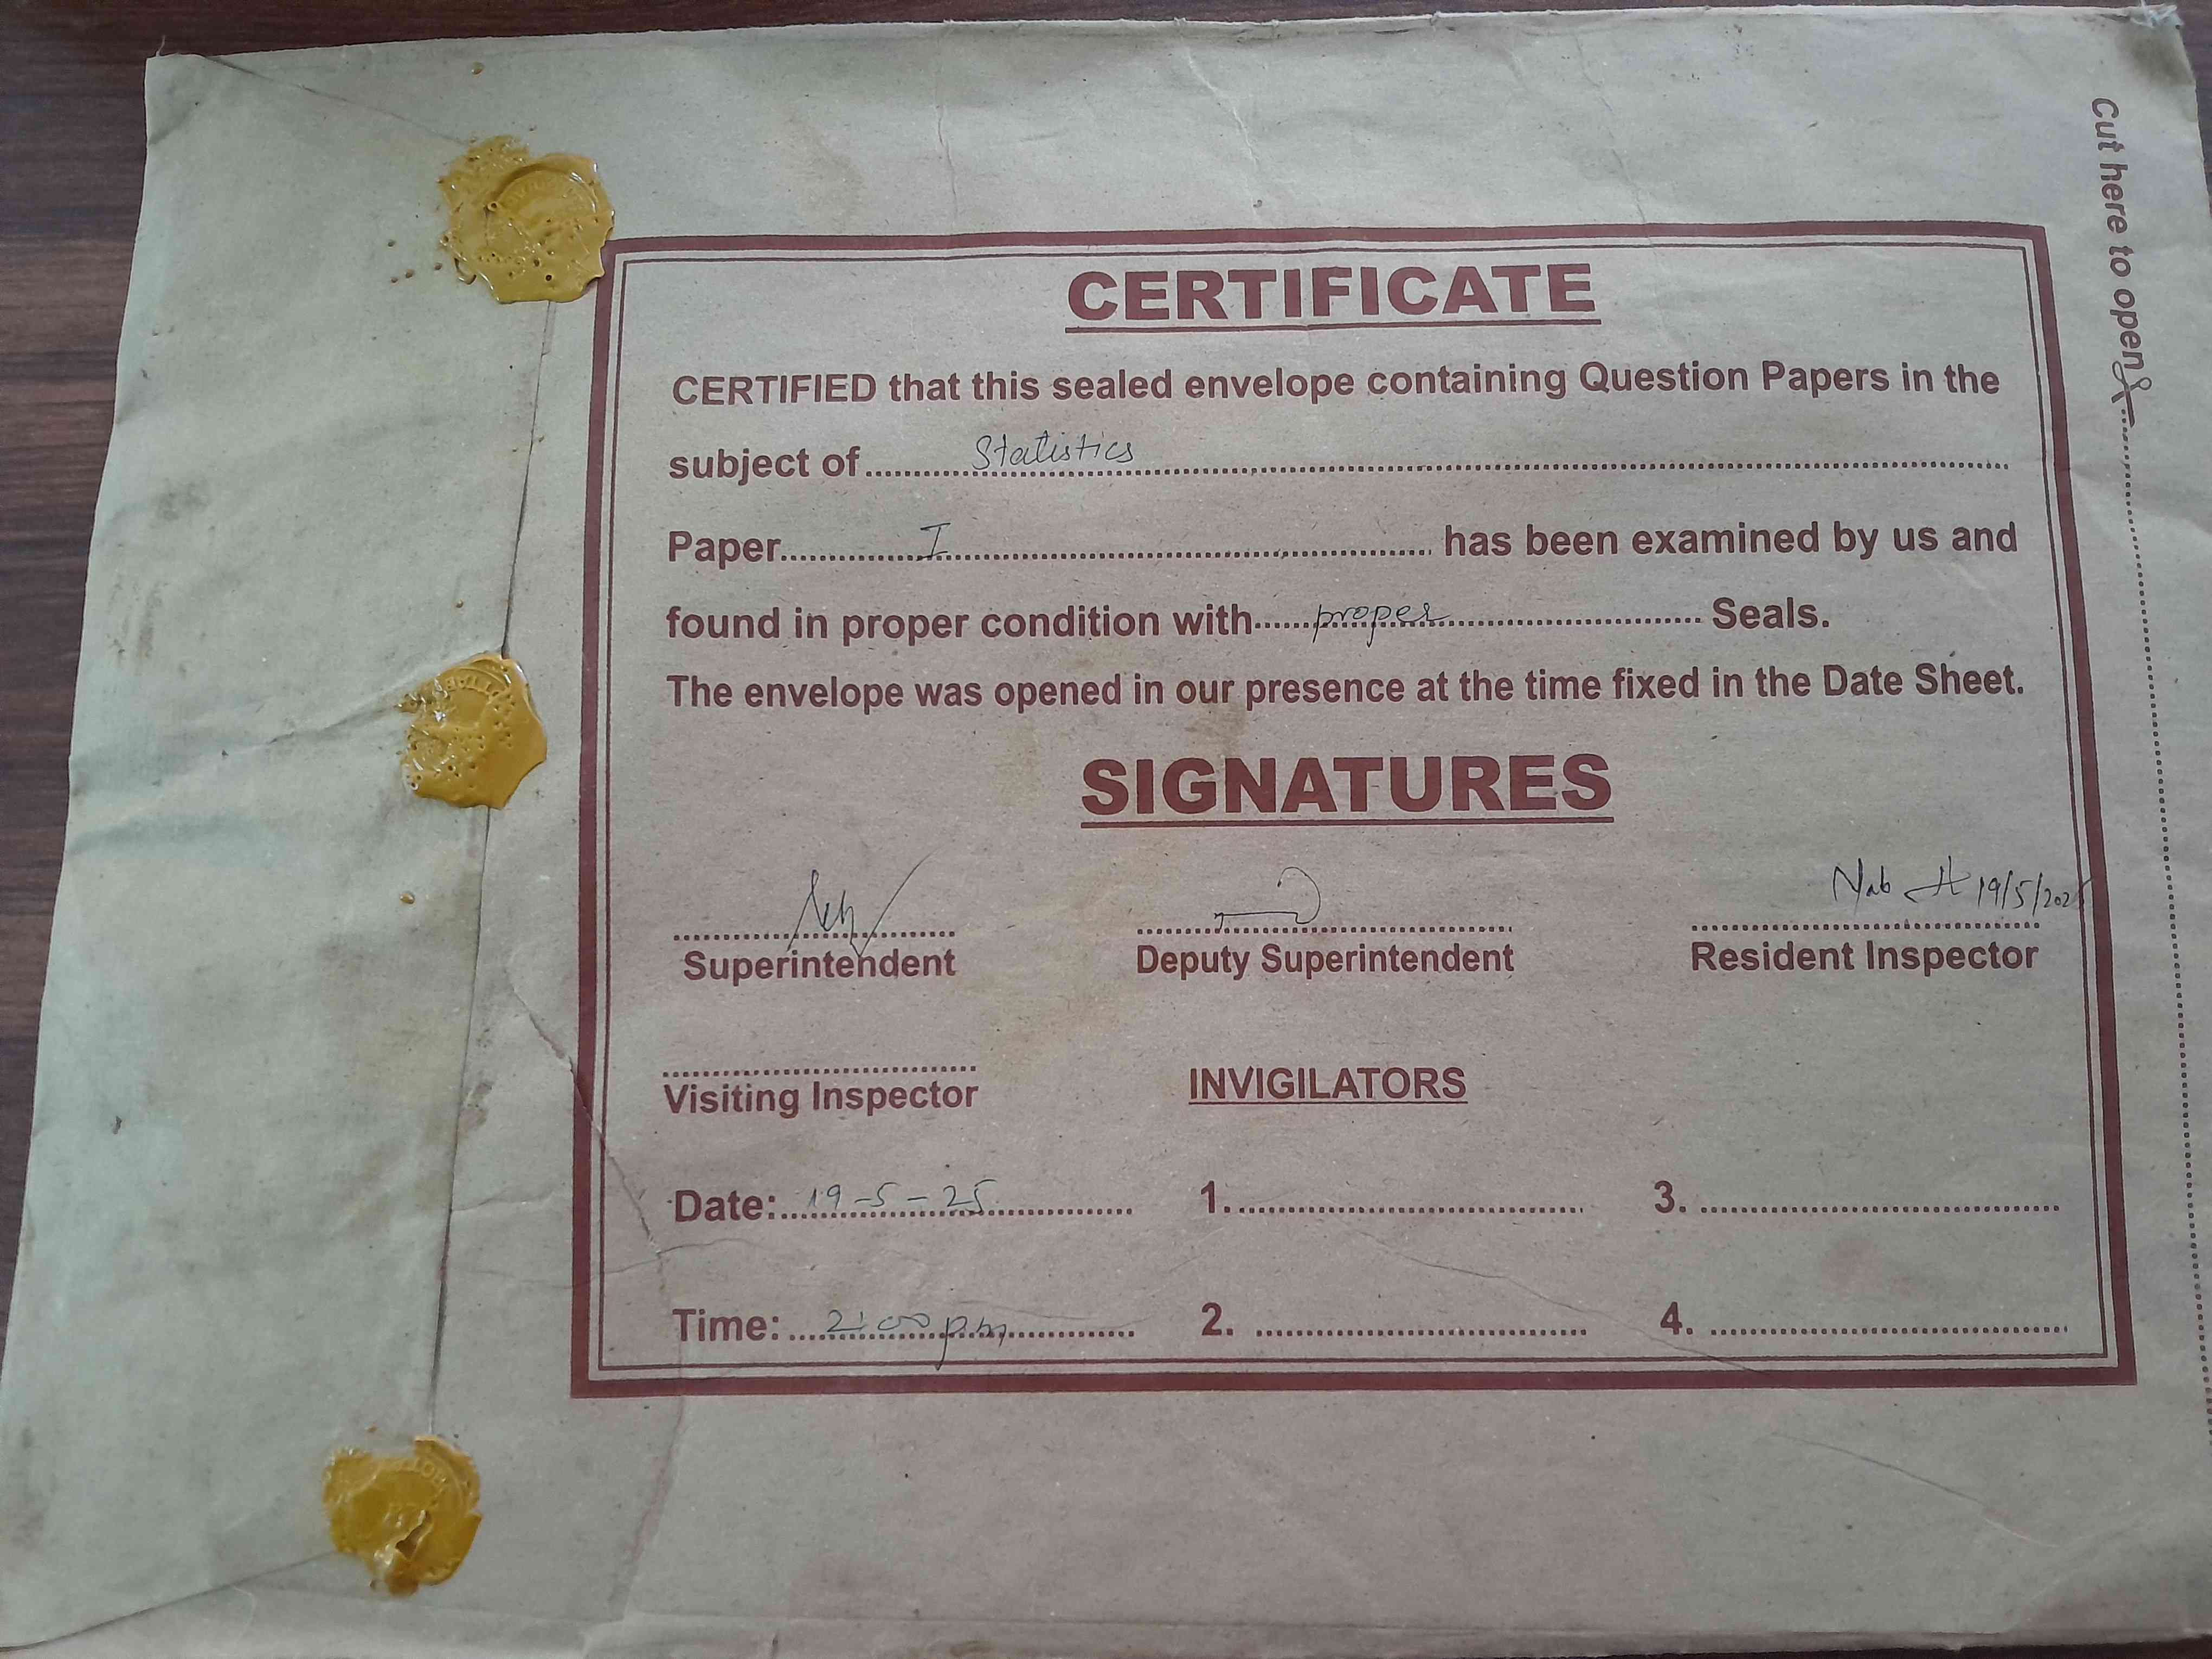 Cut here to open
CERTIFICATE
CERTIFIED that this sealed envelope containing Question Papers in the
subject of Statistics
Paper I has been examined by us and
found in proper condition with proper Seals.
The envelope was opened in our presence at the time fixed in the Date Sheet.
SIGNATURES
19/5/202
Superintendent Deputy Superintendent Resident Inspector
Visiting Inspector INVIGILATORS
Date: 19-5-25 1. 3.
Time: 2:00 p.m 2. 4.